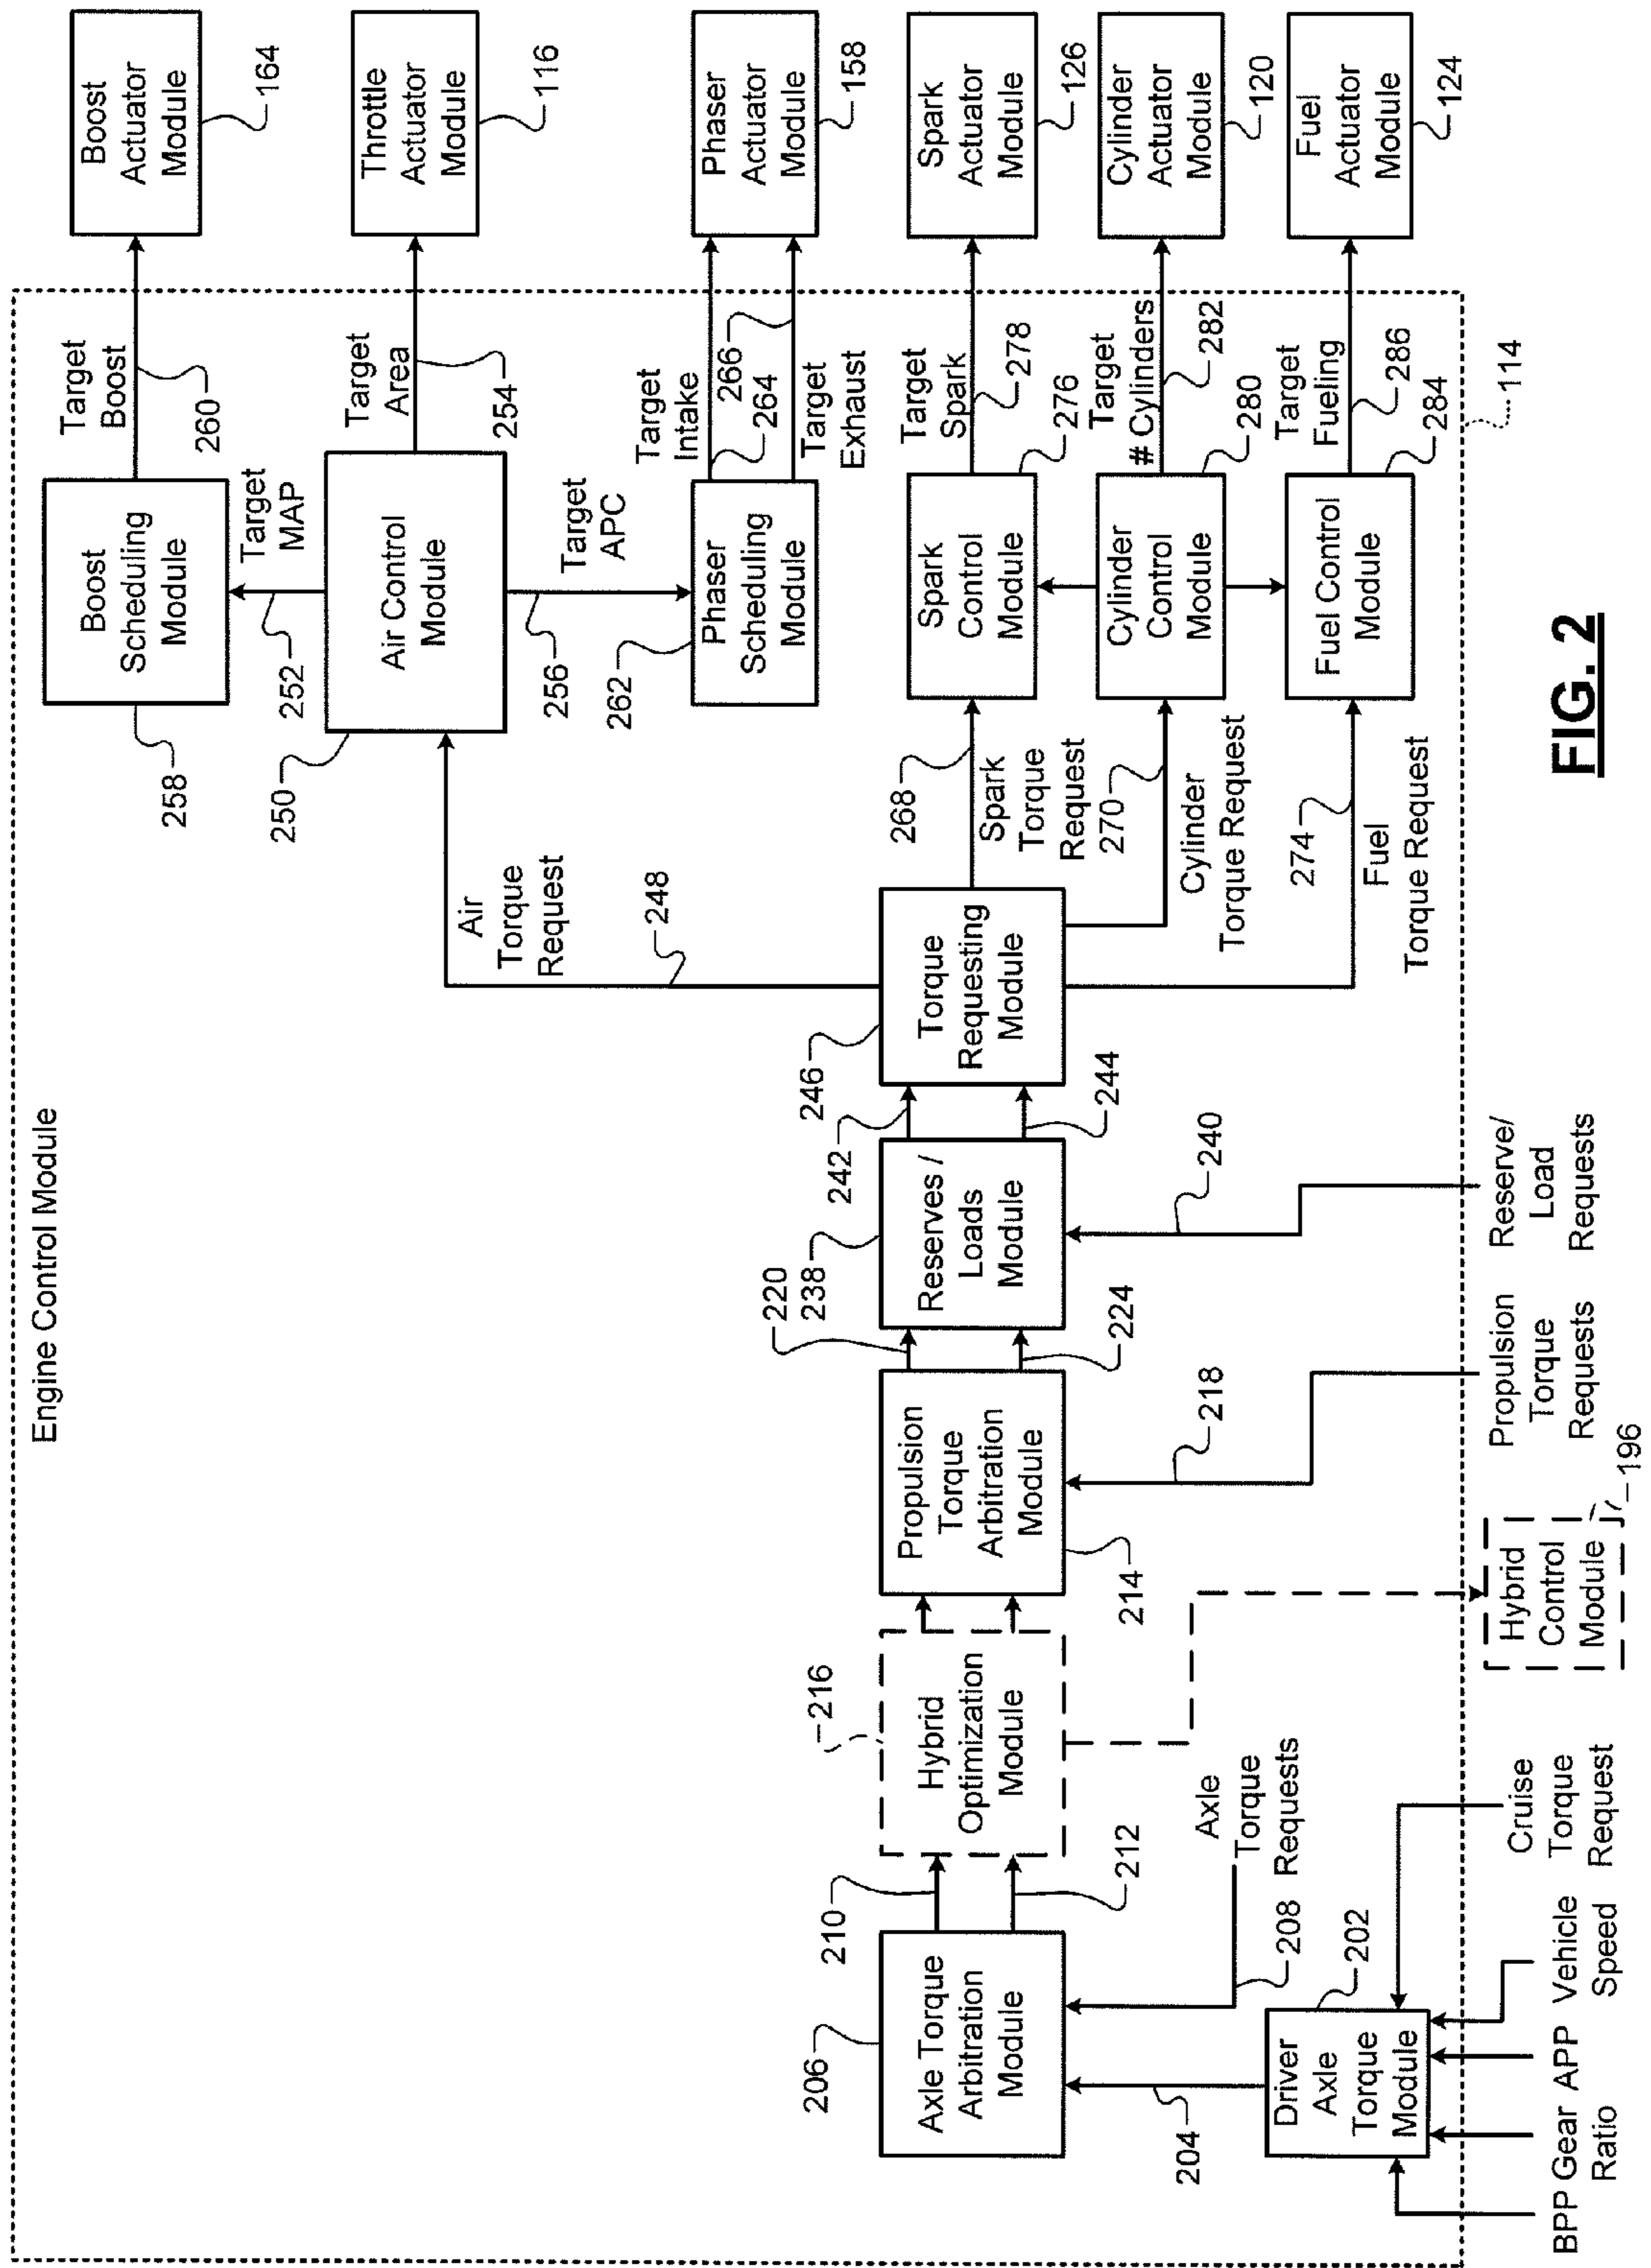 Engine Control Module
Boost
Scheduling
Module
258
Target
Boost
260
Boost
Actuator
Module
164
252
Target
MAP
250
Air Control
Module
Target
Area
254
Throttle
Actuator
Module
116
256
Target
APC
262
Phaser
Scheduling
Module
Target
Intake
264
266
Target
Exhaust
Phaser
Actuator
Module
158
Air
Torque
Request
248
206
Axle Torque
Arbitration
Module
210
212
216
Hybrid
Optimization
Module
Propulsion
Torque
Arbitration
Module
214
220
224
238
Reserves /
Loads
Module
242
244
246
Torque
Requesting
Module
268
Spark
Torque
Request
Spark
Control
Module
276
Target
Spark
278
Spark
Actuator
Module
126
270
Cylinder
Torque Request
Cylinder
Control
Module
280
Target
# Cylinders
282
Cylinder
Actuator
Module
120
274
Fuel
Torque Request
Fuel Control
Module
284
Target
Fueling
286
Fuel
Actuator
Module
124
204
Driver
Axle
Torque
Module
202
208
Axle
Torque
Requests
218
240
114
BPP
Gear
Ratio
APP
Vehicle
Speed
Cruise
Torque
Request
Hybrid
Control
Module
196
Propulsion
Torque
Requests
Reserve/
Load
Requests
FIG. 2